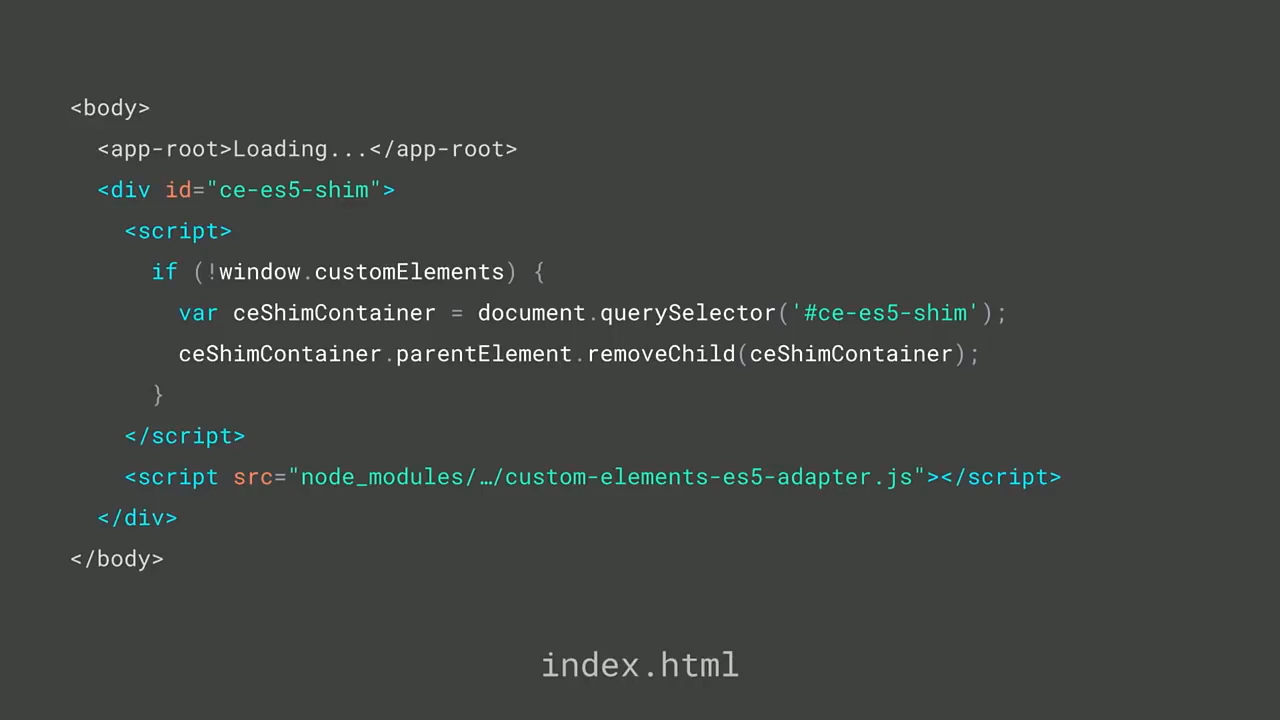 <body>
<app-root>Loading...</app-root>
<div id="ce-es5-shim">
<script>
if (!window.customElements) {
var ceShimContainer = document.querySelector('#ce-es5-shim');
ceShimContainer.parentElement.removeChild(ceShimContainer);
}
</script>
<script src="node_modules/…/custom-elements-es5-adapter.js"></script>
</div>
</body>
index.html